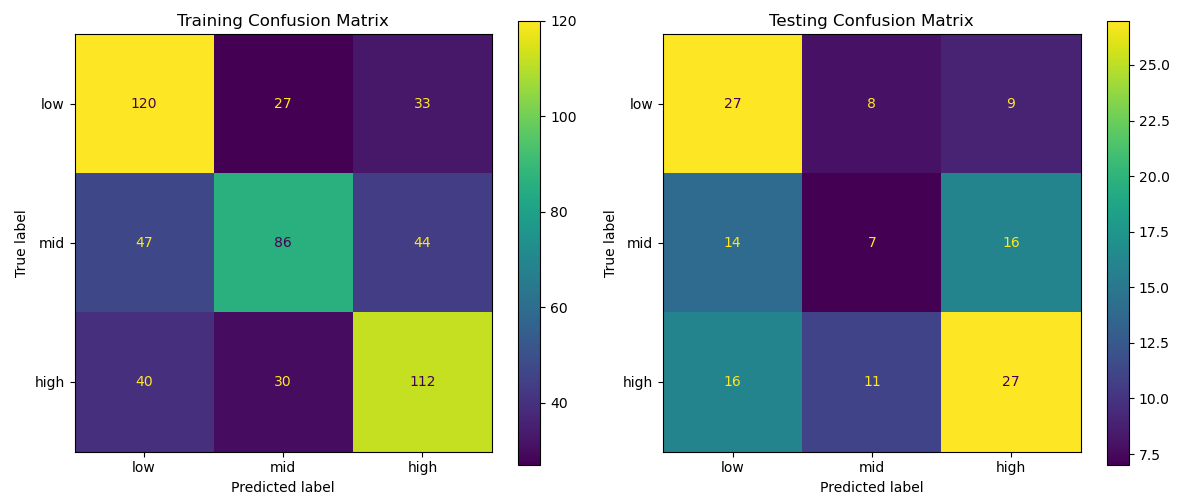 Training Confusion Matrix
True label
low
mid
high
120 27 33
47 86 44
40 30 112
low mid high
Predicted label
120
100
80
60
40
Testing Confusion Matrix
True label
low
mid
high
27 8 9
14 7 16
16 11 27
low mid high
Predicted label
25.0
22.5
20.0
17.5
15.0
12.5
10.0
7.5